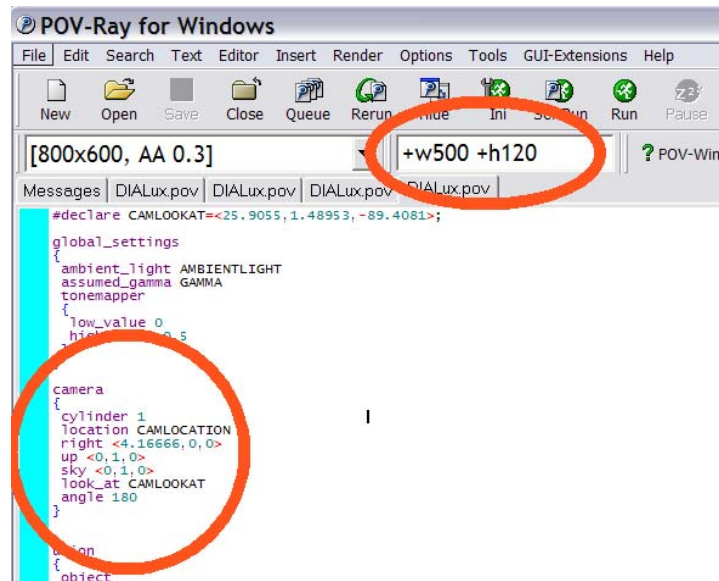 POV-Ray for Windows
File Edit Search Text Editor Insert Render Options Tools GUI-Extensions Help
New Open Save Close Queue Rerun Ini Run Pause
[800x600, AA 0.3] +w500 +h120 ? POV-Win
Messages DIALux.pov DIALux.pov DIALux.pov DIALux.pov
#declare CAMLOOKAT=<25.9055,1.48953,-89.4081>;
global_settings
{
ambient_light AMBIENTLIGHT
assumed_gamma GAMMA
tonemapper
{
low_value 0
camera
{
cylinder 1
location CAMLOCATION
right <4.16666,0,0>
up <0,1,0>
sky <0,1,0>
look_at CAMLOOKAT
angle 180
}
{
object